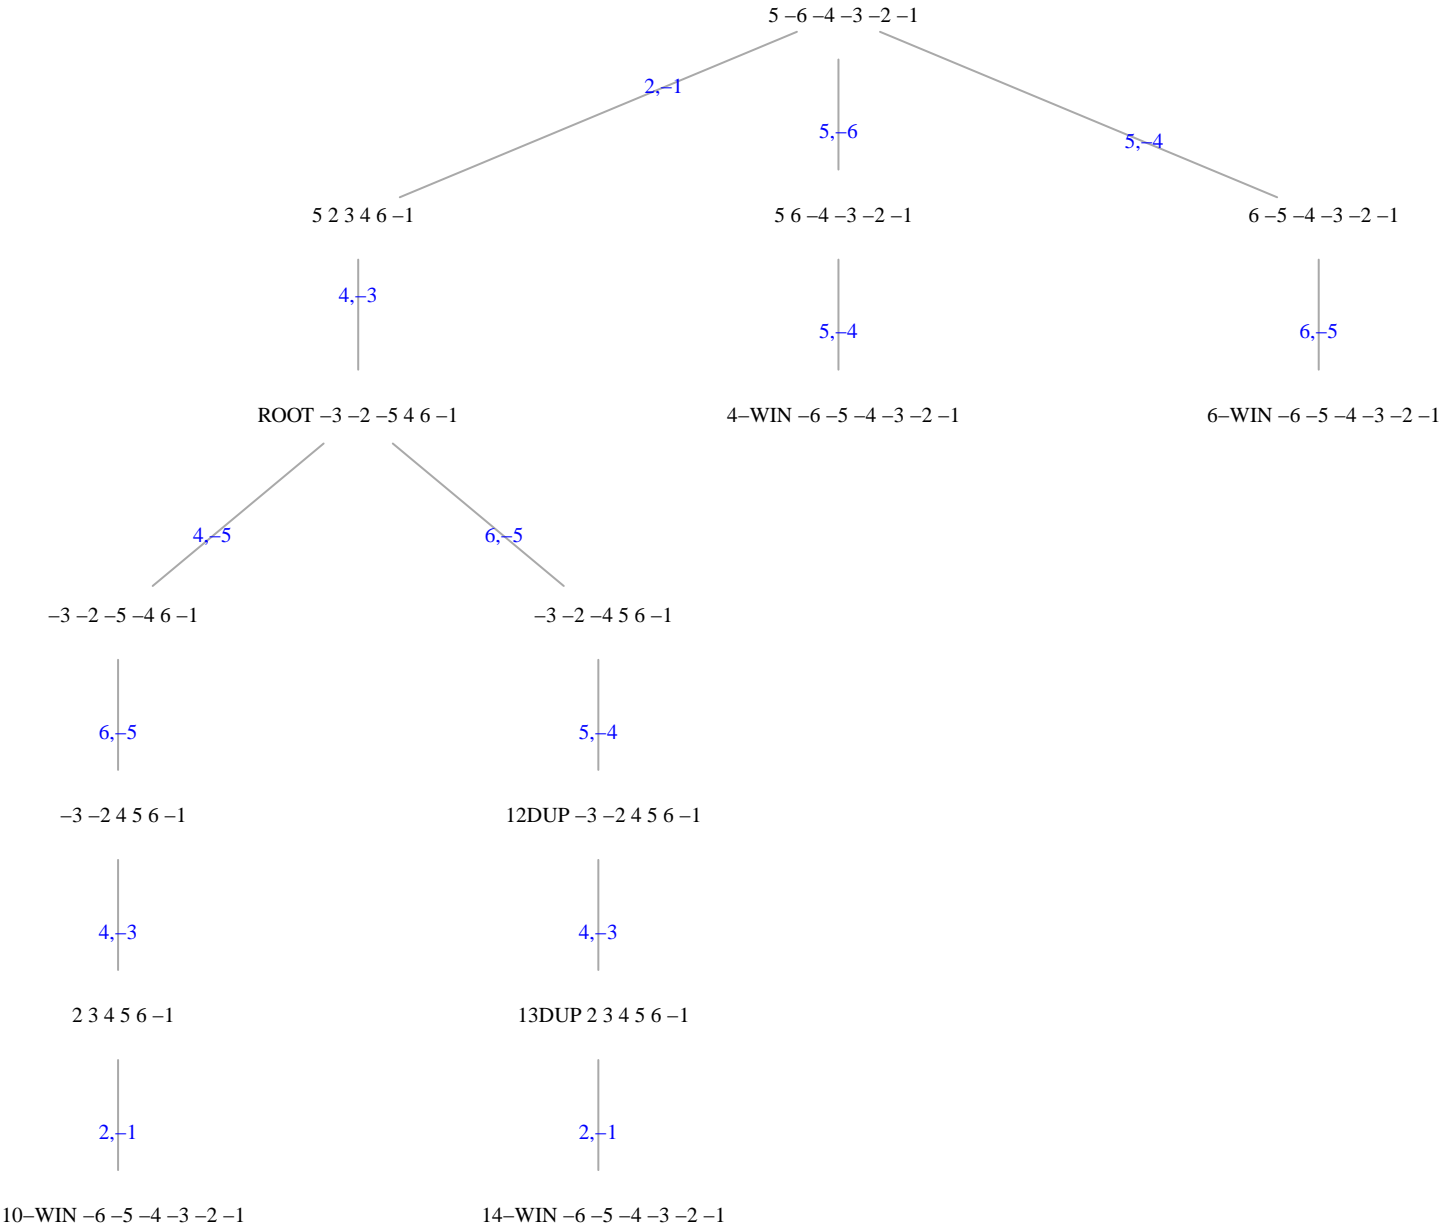 5 –6 –4 –3 –2 –1
2,–1
5,–6
5,–4
5 2 3 4 6 –1
5 6 –4 –3 –2 –1
6 –5 –4 –3 –2 –1
4,–3
5,–4
6,–5
ROOT –3 –2 –5 4 6 –1
4–WIN –6 –5 –4 –3 –2 –1
6–WIN –6 –5 –4 –3 –2 –1
4,–5
6,–5
–3 –2 –5 –4 6 –1
–3 –2 –4 5 6 –1
6,–5
5,–4
–3 –2 4 5 6 –1
12DUP –3 –2 4 5 6 –1
4,–3
4,–3
2 3 4 5 6 –1
13DUP 2 3 4 5 6 –1
2,–1
2,–1
10–WIN –6 –5 –4 –3 –2 –1
14–WIN –6 –5 –4 –3 –2 –1